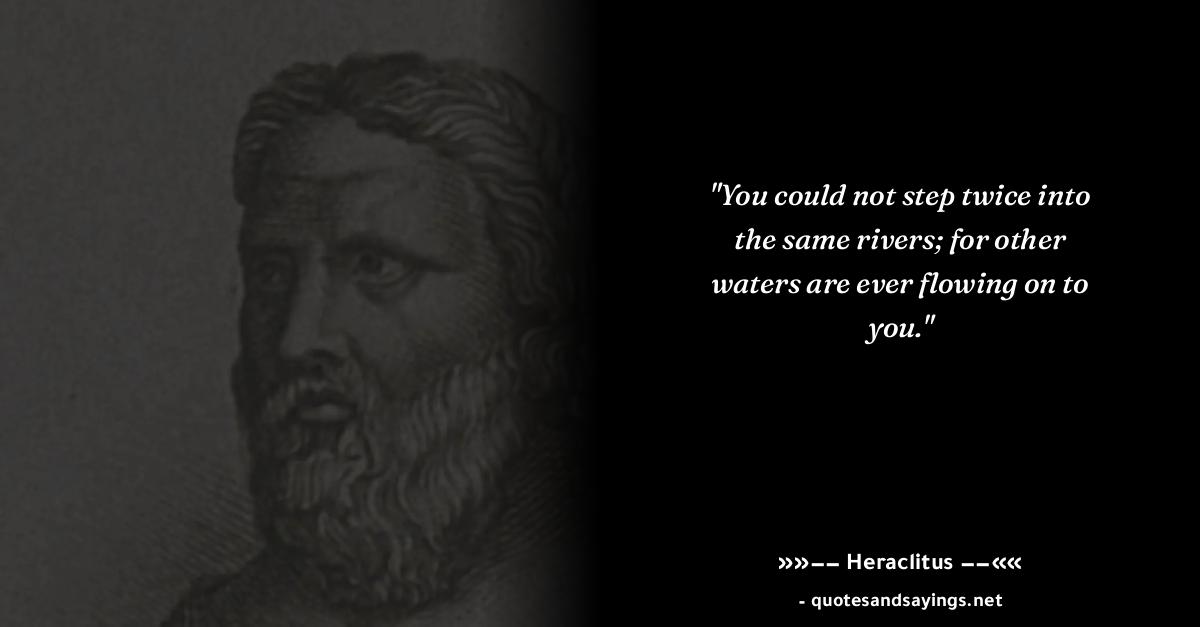 "You could not step twice into
the same rivers; for other
waters are ever flowing on to
you."
»»−− Heraclitus −−««
- quotesandsayings.net